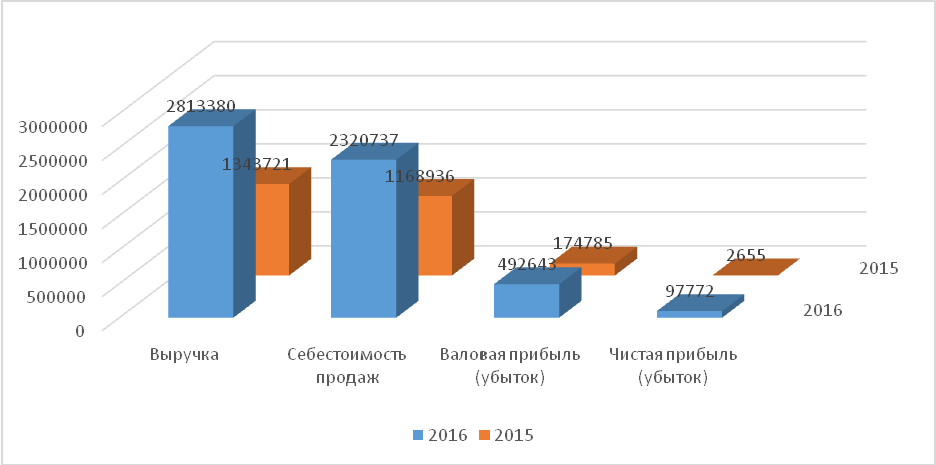 2813380
2320737
1343721
1168936
174785
492643
2655
97772
3000000
2500000
2000000
1500000
1000000
500000
0
2015
2016
Выручка
Себестоимость
продаж
Валовая прибыль
(убыток)
Чистая прибыль
(убыток)
2016
2015